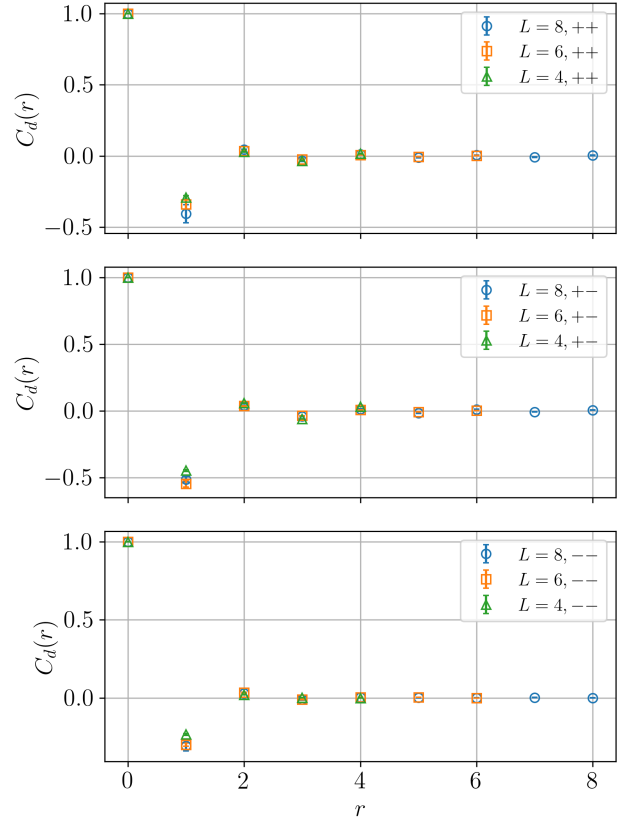 1.0
0.5
0.0
−0.5
C_d(r)
L = 8, ++
L = 6, ++
L = 4, ++
1.0
0.5
0.0
−0.5
C_d(r)
L = 8, +−
L = 6, +−
L = 4, +−
1.0
0.5
0.0
C_d(r)
L = 8, −−
L = 6, −−
L = 4, −−
0 2 4 6 8
r